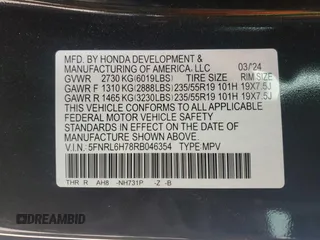 MFD. BY HONDA DEVELOPMENT &
MANUFACTURING OF AMERICA, LLC 03/24
GVWR 2730 KG(6019LBS) TIRE SIZE RIM SIZE
GAWR F 1310 KG(2888LBS) 235/55R19 101H 19X7.5J
GAWR R 1465 KG(3230LBS) 235/55R19 101H 19X7.5J
THIS VEHICLE CONFORMS TO ALL APPLICABLE
FEDERAL MOTOR VEHICLE SAFETY
STANDARDS IN EFFECT ON THE DATE OF
MANUFACTURE SHOWN ABOVE.
V.I.N: 5FNRL6H78RB046354 TYPE MPV
THR R AH8 -NH731P -Z -B
DREAMBID